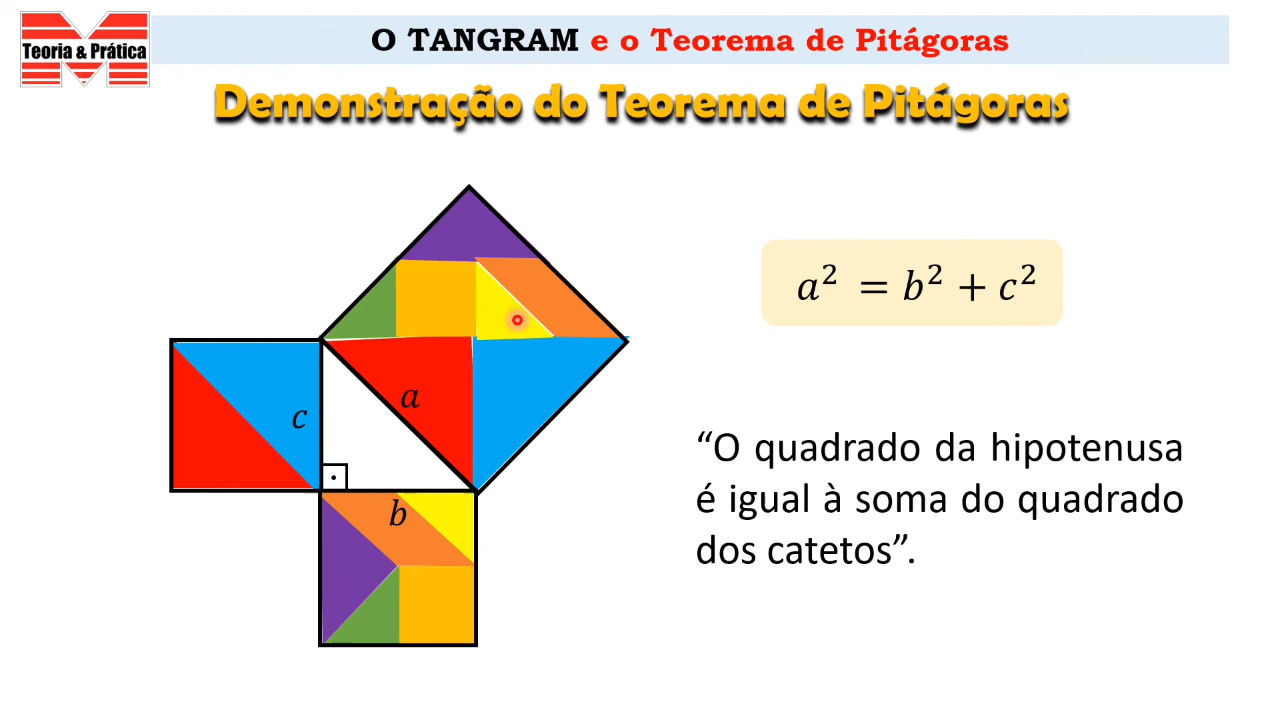 Teoria & Prática
O TANGRAM e o Teorema de Pitágoras
Demonstração do Teorema de Pitágoras
a² = b² + c²
a
c
b
“O quadrado da hipotenusa
é igual à soma do quadrado
dos catetos”.